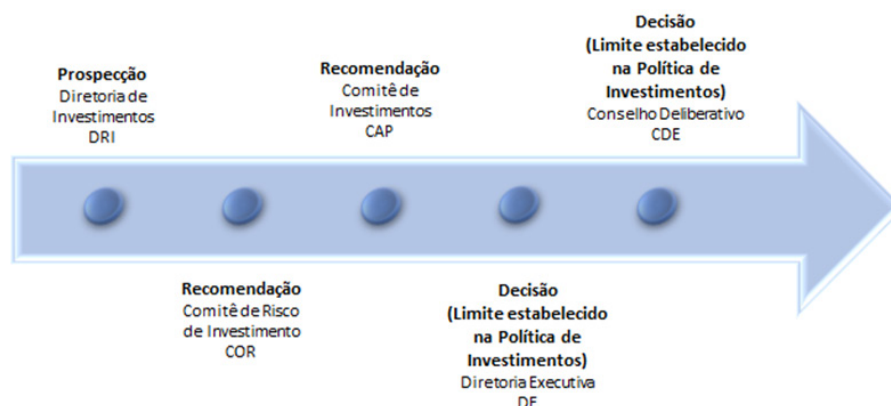 Prospecção
Diretoria de
Investimentos
DRI
Recomendação
Comitê de Risco
de Investimento
COR
Recomendação
Comitê de
Investimentos
CAP
Decisão
(Limite estabelecido
na Política de
Investimentos)
Diretoria Executiva
DE
Decisão
(Limite estabelecido
na Política de
Investimentos)
Conselho Deliberativo
CDE